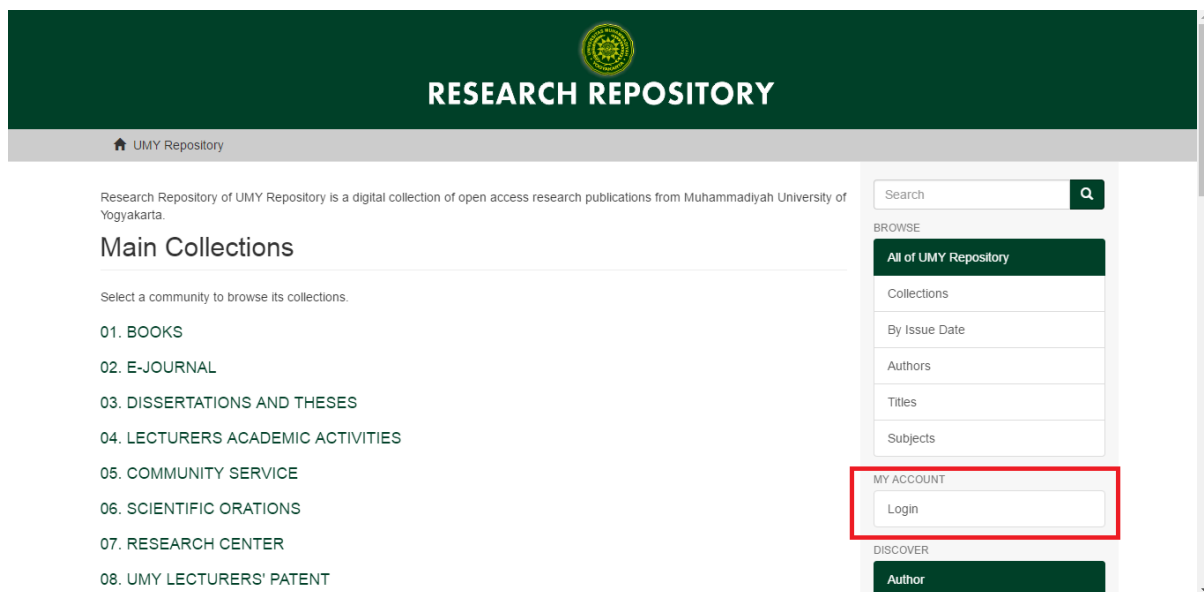 RESEARCH REPOSITORY
UMY Repository
Research Repository of UMY Repository is a digital collection of open access research publications from Muhammadiyah University of
Yogyakarta.
Main Collections
Select a community to browse its collections.
01. BOOKS
02. E-JOURNAL
03. DISSERTATIONS AND THESES
04. LECTURERS ACADEMIC ACTIVITIES
05. COMMUNITY SERVICE
06. SCIENTIFIC ORATIONS
07. RESEARCH CENTER
08. UMY LECTURERS' PATENT
Search
BROWSE
All of UMY Repository
Collections
By Issue Date
Authors
Titles
Subjects
MY ACCOUNT
Login
DISCOVER
Author